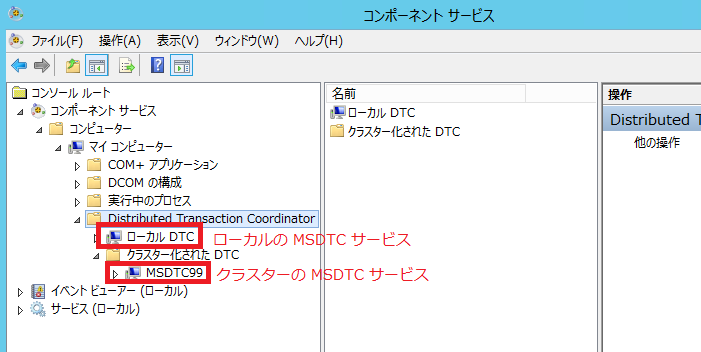 コンポーネント サービス
ファイル(F) 操作(A) 表示(V) ウィンドウ(W) ヘルプ(H)
コンソール ルート
コンポーネント サービス
コンピューター
マイ コンピューター
COM+ アプリケーション
DCOM の構成
実行中のプロセス
Distributed Transaction Coordinator
ローカル DTC ローカルの MSDTC サービス
クラスター化された DTC
MSDTC99 クラスターの MSDTC サービス
イベント ビューアー (ローカル)
サービス (ローカル)
名前
ローカル DTC
クラスター化された DTC
操作
Distributed T
他の操作